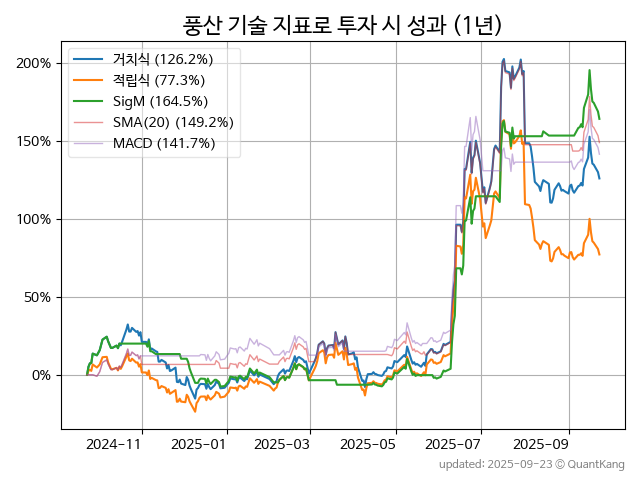 풍산 기술 지표로 투자 시 성과 (1년)
거치식 (126.2%)
적립식 (77.3%)
SigM (164.5%)
SMA(20) (149.2%)
MACD (141.7%)
200%
150%
100%
50%
0%
2024-11
2025-01
2025-03
2025-05
2025-07
2025-09
updated: 2025-09-23 © QuantKang